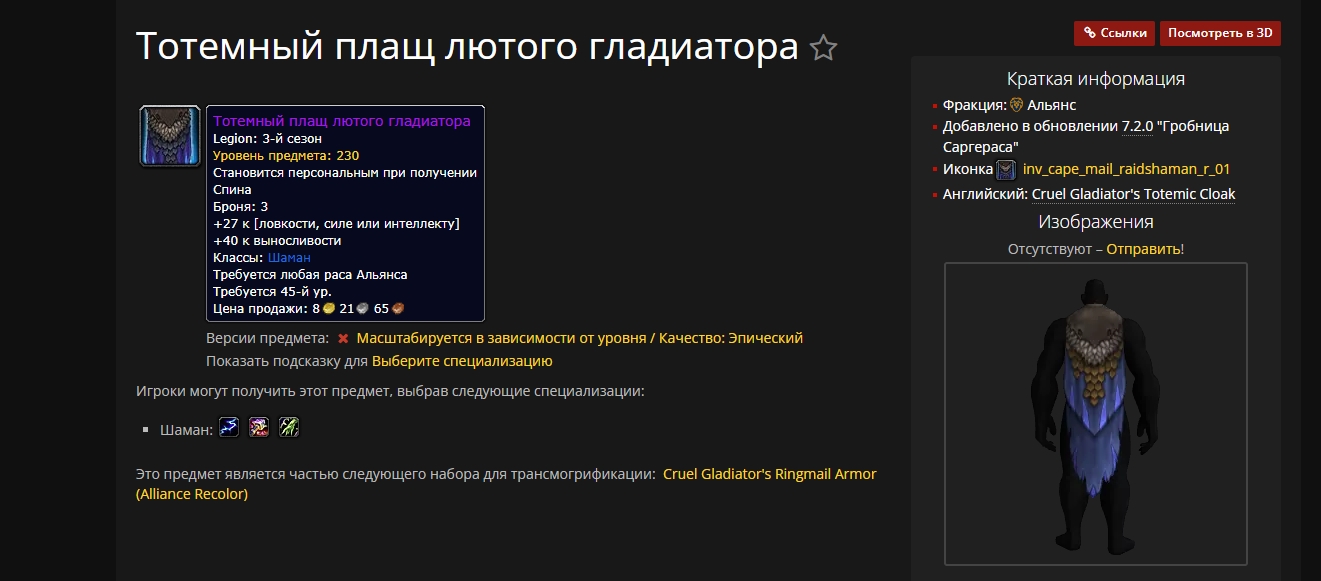 Тотемный плащ лютого гладиатора
Ссылки
Посмотреть в 3D
Тотемный плащ лютого гладиатора
Legion: 3-й сезон
Уровень предмета: 230
Становится персональным при получении
Спина
Броня: 3
+27 к [ловкости, силе или интеллекту]
+40 к выносливости
Классы: Шаман
Требуется любая раса Альянса
Требуется 45-й ур.
Цена продажи: 8 21 65
Версии предмета: Масштабируется в зависимости от уровня / Качество: Эпический
Показать подсказку для Выберите специализацию
Игроки могут получить этот предмет, выбрав следующие специализации:
Шаман:
Это предмет является частью следующего набора для трансмогрификации: Cruel Gladiator's Ringmail Armor
(Alliance Recolor)
Краткая информация
Фракция: Альянс
Добавлено в обновлении 7.2.0 "Гробница
Саргераса"
Иконка inv_cape_mail_raidshaman_r_01
Английский: Cruel Gladiator's Totemic Cloak
Изображения
Отсутствуют – Отправить!